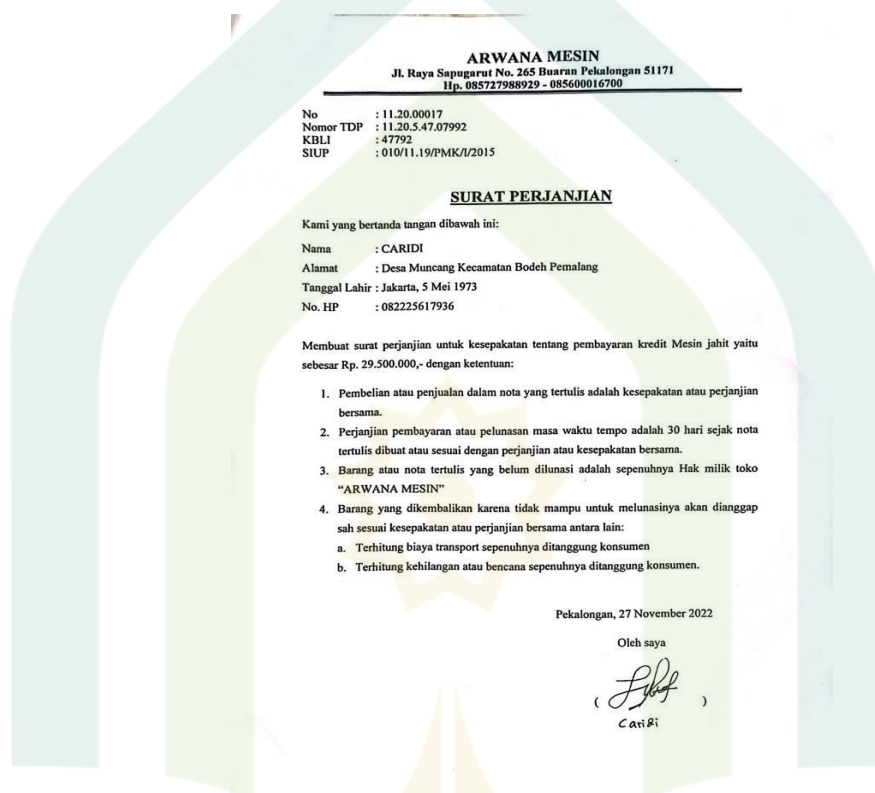 ARWANA MESIN
Jl. Raya Sapugarut No. 265 Buaran Pekalongan 51171
Hp. 085727988929 - 085600016700
No : 11.20.00017
Nomor TDP : 11.20.5.47.07992
KBLI : 47792
SIUP : 010/11.19/PMK/I/2015
SURAT PERJANJIAN
Kami yang bertanda tangan dibawah ini:
Nama : CARIDI
Alamat : Desa Muncang Kecamatan Bodeh Pemalang
Tanggal Lahir : Jakarta, 5 Mei 1973
No. HP : 082225617936
Membuat surat perjanjian untuk kesepakatan tentang pembayaran kredit Mesin jahit yaitu
sebesar Rp. 29.500.000,- dengan ketentuan:
1. Pembelian atau penjualan dalam nota yang tertulis adalah kesepakatan atau perjanjian
bersama.
2. Perjanjian pembayaran atau pelunasan masa waktu tempo adalah 30 hari sejak nota
tertulis dibuat atau sesuai dengan perjanjian atau kesepakatan bersama.
3. Barang atau nota tertulis yang belum dilunasi adalah sepenuhnya Hak milik toko
“ARWANA MESIN”
4. Barang yang dikembalikan karena tidak mampu untuk melunasinya akan dianggap
sah sesuai kesepakatan atau perjanjian bersama antara lain:
a. Terhitung biaya transport sepenuhnya ditanggung konsumen
b. Terhitung kehilangan atau bencana sepenuhnya ditanggung konsumen.
Pekalongan, 27 November 2022
Oleh saya
( )
Caridi